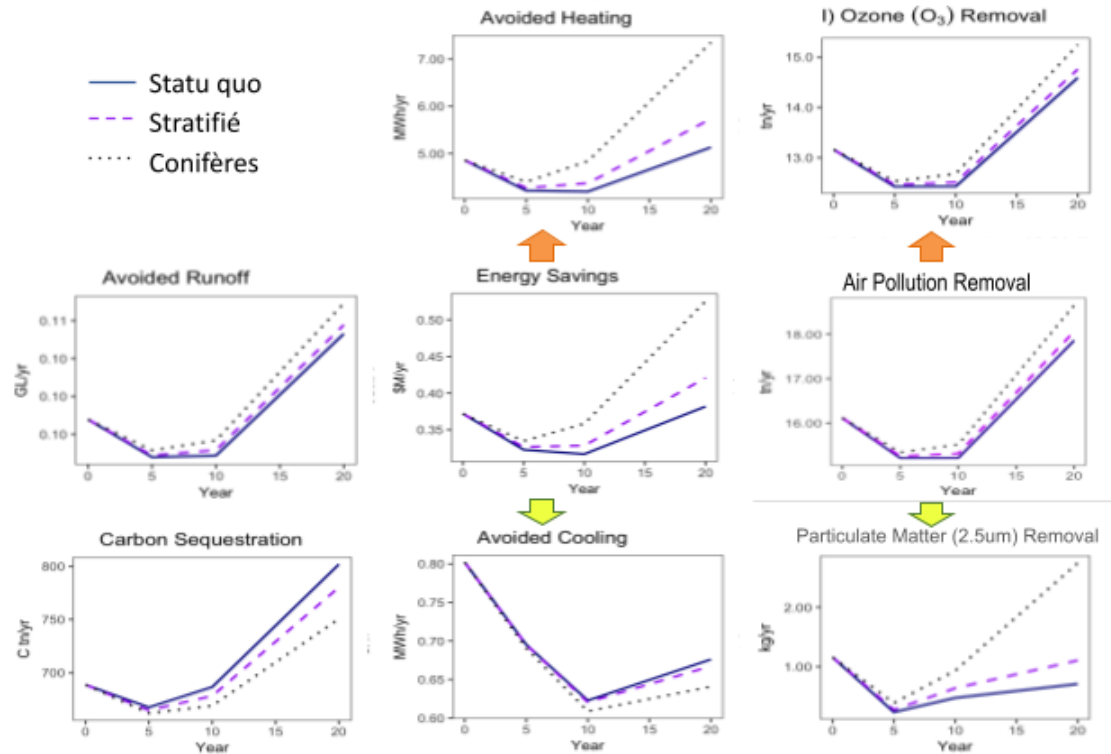 Statu quo
Stratifié
Conifères
Avoided Heating
MWh/yr
7.00
6.00
5.00
0 5 10 15 20
Year
I) Ozone (O₃) Removal
tn/yr
15.0
14.0
13.0
0 5 10 15 20
Year
Avoided Runoff
GL/yr
0.11
0.10
0.10
0.10
0 5 10 15 20
Year
Energy Savings
$M/yr
0.50
0.45
0.40
0.35
0 5 10 15 20
Year
Air Pollution Removal
tn/yr
18.00
17.00
16.00
0 5 10 15 20
Year
Carbon Sequestration
C tn/yr
800
750
700
0 5 10 15 20
Year
Avoided Cooling
MWh/yr
0.80
0.75
0.70
0.65
0.60
0 5 10 15 20
Year
Particulate Matter (2.5um) Removal
kg/yr
2.00
1.00
0 5 10 15 20
Year